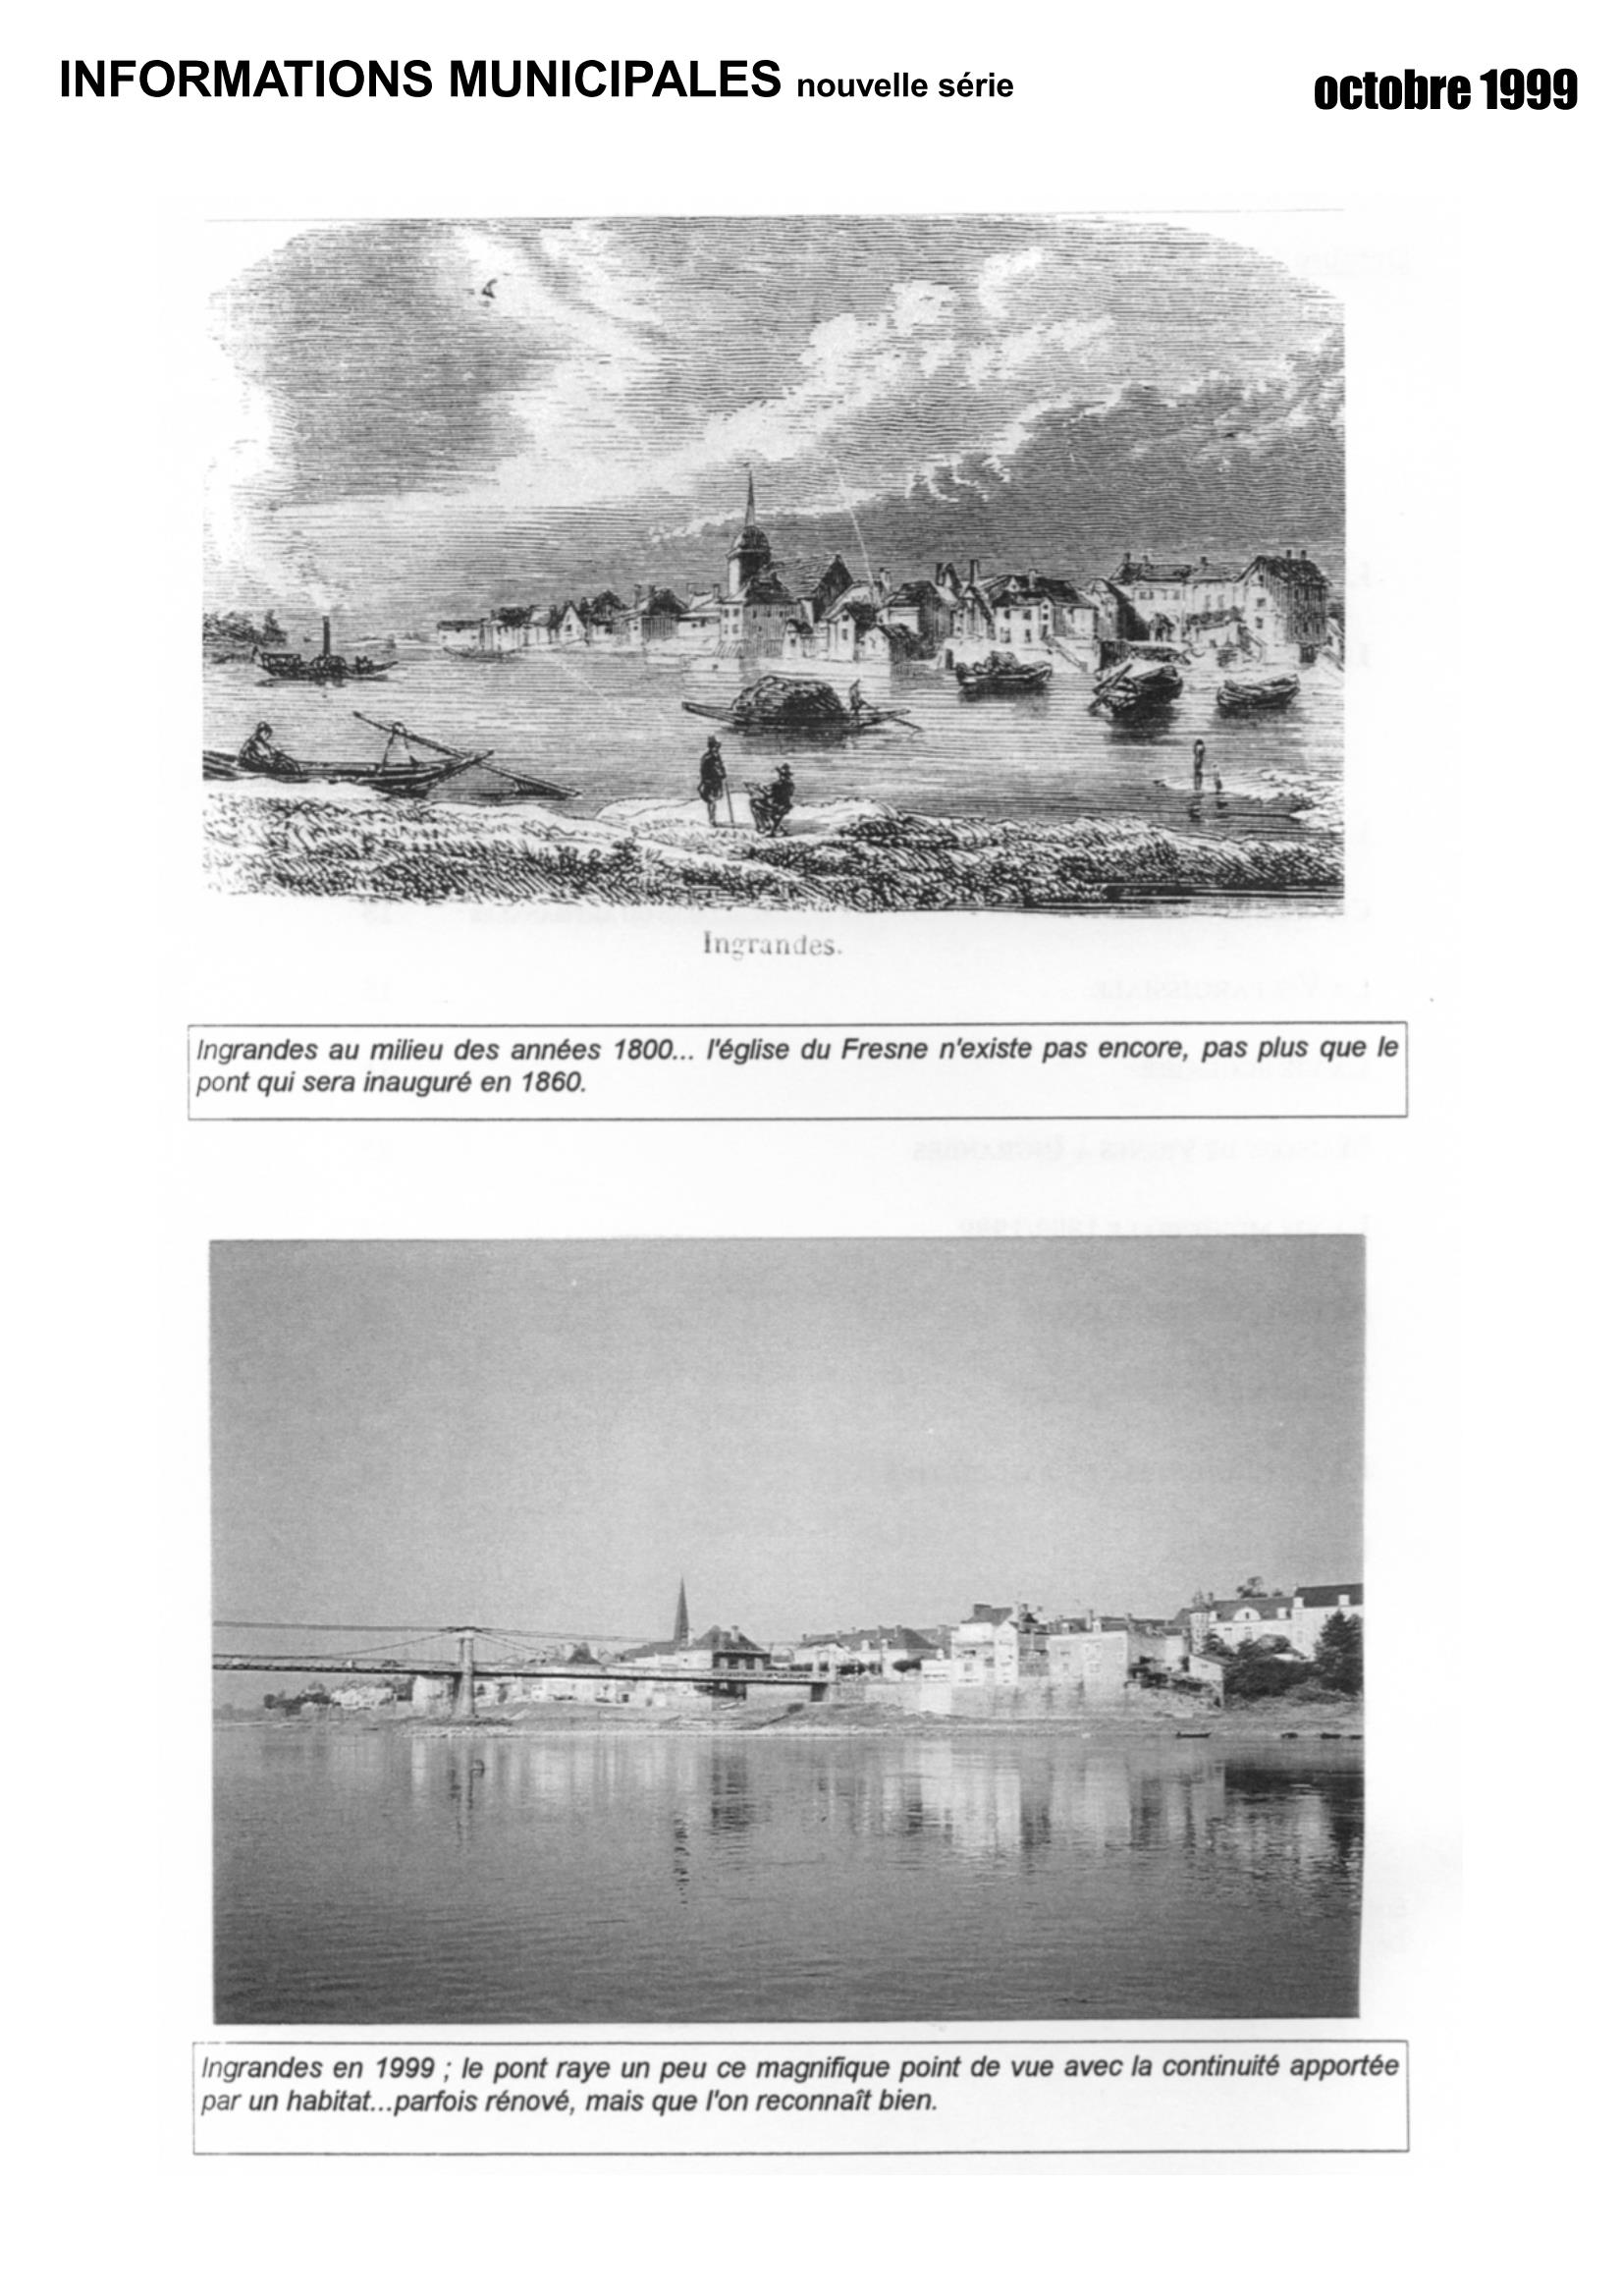 INFORMATIONS MUNICIPALES nouvelle série
octobre 1999
Ingrandes.
Ingrandes au milieu des années 1800... l'église du Fresne n'existe pas encore, pas plus que le
pont qui sera inauguré en 1860.
Ingrandes en 1999 ; le pont raye un peu ce magnifique point de vue avec la continuité apportée
par un habitat...parfois rénové, mais que l'on reconnaît bien.